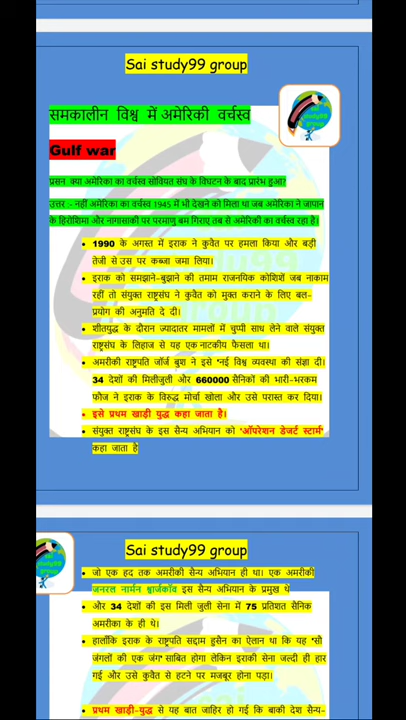 Sai study99 group
समकालीन विश्व में अमेरिकी वर्चस्व
Gulf war
प्रसन क्या अमेरिका का वर्चस्व सोवियत संघ के विघटन के बाद प्रारंभ हुआ?
उत्तर :- नहीं अमेरिका का वर्चस्व 1945 में भी देखने को मिला था जब अमेरिका ने जापान
के हिरोशिमा और नागासाकी पर परमाणु बम गिराए तब से अमेरिकी का वर्चस्व रहा है।
• 1990 के अगस्त में इराक ने कुवैत पर हमला किया और बड़ी
तेजी से उस पर कब्जा जमा लिया।
• इराक को समझाने-बुझाने की तमाम राजनयिक कोशिशें जब नाकाम
रहीं तो संयुक्त राष्ट्रसंघ ने कुवैत को मुक्त कराने के लिए बल-
प्रयोग की अनुमति दे दी।
• शीतयुद्ध के दौरान ज्यादातर मामलों में चुप्पी साध लेने वाले संयुक्त
राष्ट्रसंघ के लिहाज से यह एक नाटकीय फैसला था।
• अमरीकी राष्ट्रपति जॉर्ज बुश ने इसे 'नई विश्व व्यवस्था की संज्ञा दी।
34 देशों की मिलीजुली और 660000 सैनिकों की भारी-भरकम
फौज ने इराक के विरुद्ध मोर्चा खोला और उसे परास्त कर दिया।
• इसे प्रथम खाड़ी युद्ध कहा जाता है।
• संयुक्त राष्ट्रसंघ के इस सैन्य अभियान को 'ऑपरेशन डेजर्ट स्टार्म'
कहा जाता है
Sai study99 group
• जो एक हद तक अमरीकी सैन्य अभियान ही था। एक अमरीकी
जनरल नार्मन श्वार्जकॉव इस सैन्य अभियान के प्रमुख थे
• और 34 देशों की इस मिली जुली सेना में 75 प्रतिशत सैनिक
अमरीका के ही थे।
• हालाँकि इराक के राष्ट्रपति सद्दाम हुसैन का ऐलान था कि यह 'सौ
जंगलों की एक जंग' साबित होगा लेकिन इराकी सेना जल्दी ही हार
गई और उसे कुवैत से हटने पर मजबूर होना पड़ा।
• प्रथम खाड़ी-युद्ध से यह बात जाहिर हो गई कि बाकी देश सैन्य-